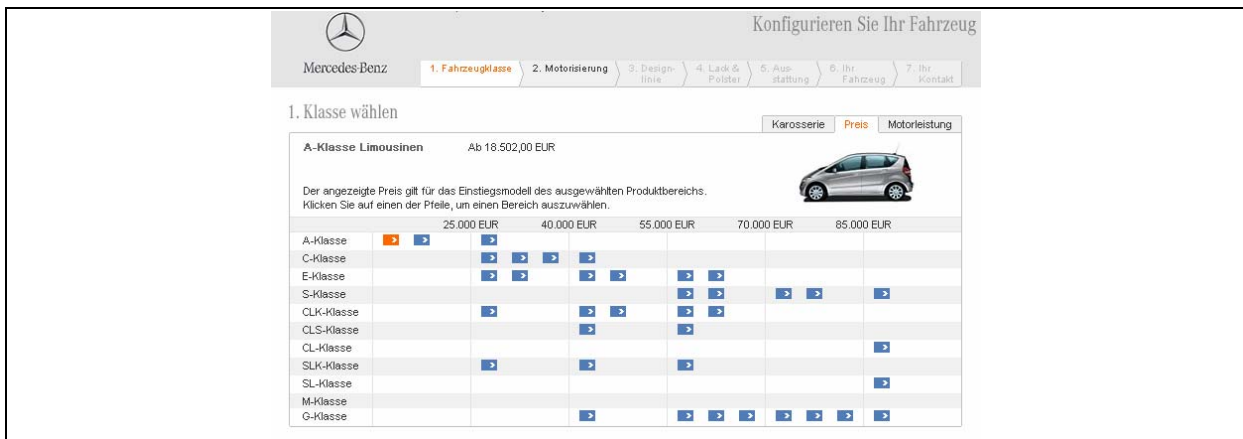 Konfigurieren Sie Ihr Fahrzeug
Mercedes-Benz
1. Fahrzeugklasse
2. Motorisierung
3. Design-
linie
4. Lack &
Polster
5. Aus-
stattung
6. Ihr
Fahrzeug
7. Ihr
Kontakt
1. Klasse wählen
Karosserie Preis Motorleistung
A-Klasse Limousinen Ab 18.502,00 EUR
Der angezeigte Preis gilt für das Einstiegsmodell des ausgewählten Produktbereichs.
Klicken Sie auf einen der Pfeile, um einen Bereich auszuwählen.
25.000 EUR 40.000 EUR 55.000 EUR 70.000 EUR 85.000 EUR
A-Klasse
C-Klasse
E-Klasse
S-Klasse
CLK-Klasse
CLS-Klasse
CL-Klasse
SLK-Klasse
SL-Klasse
M-Klasse
G-Klasse